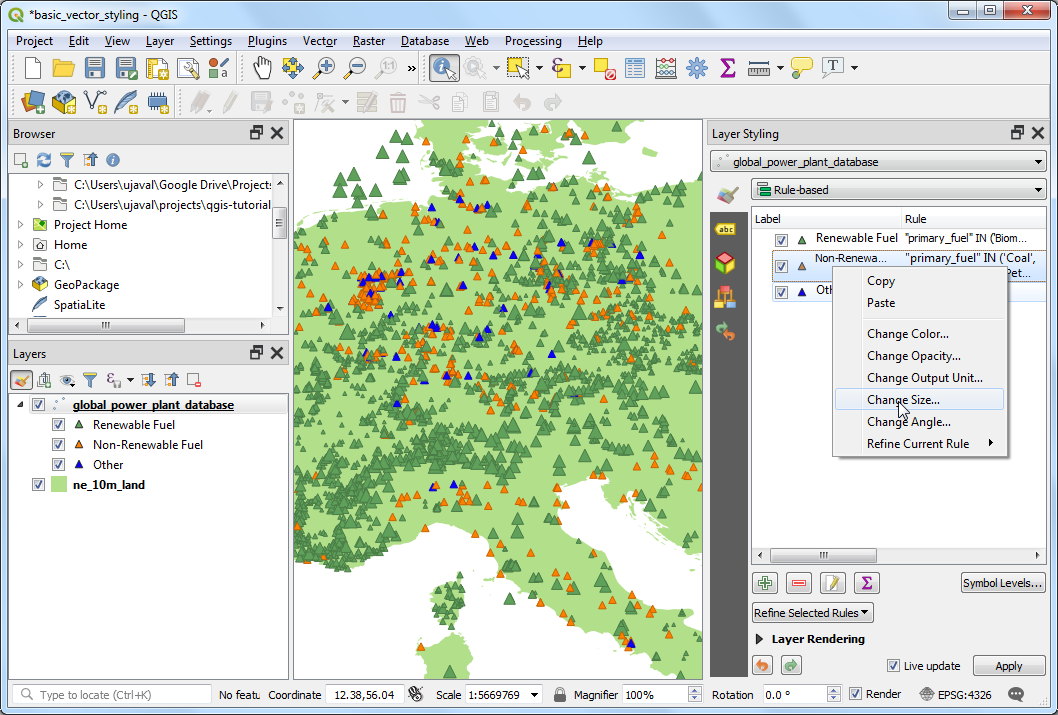 *basic_vector_styling - QGIS
Project Edit View Layer Settings Plugins Vector Raster Database Web Processing Help
1:1
»
T
Browser
C:\Users\ujaval\Google Drive\Projects
C:\Users\ujaval\projects\qgis-tutorial
Project Home
Home
C:\
GeoPackage
SpatiaLite
Layers
global_power_plant_database
Renewable Fuel
Non-Renewable Fuel
Other
ne_10m_land
Layer Styling
global_power_plant_database
Rule-based
abc
Label Rule
Renewable Fuel "primary_fuel" IN ('Biom...
Non-Renewa... "primary_fuel" IN ('Coal',
Pet...
Copy
Paste
Change Color...
Change Opacity...
Change Output Unit...
Change Size...
Change Angle...
Refine Current Rule
Symbol Levels...
Refine Selected Rules
Layer Rendering
Live update Apply
Type to locate (Ctrl+K) No featu Coordinate 12.38,56.04 Scale 1:5669769 Magnifier 100% Rotation 0.0 ° Render EPSG:4326